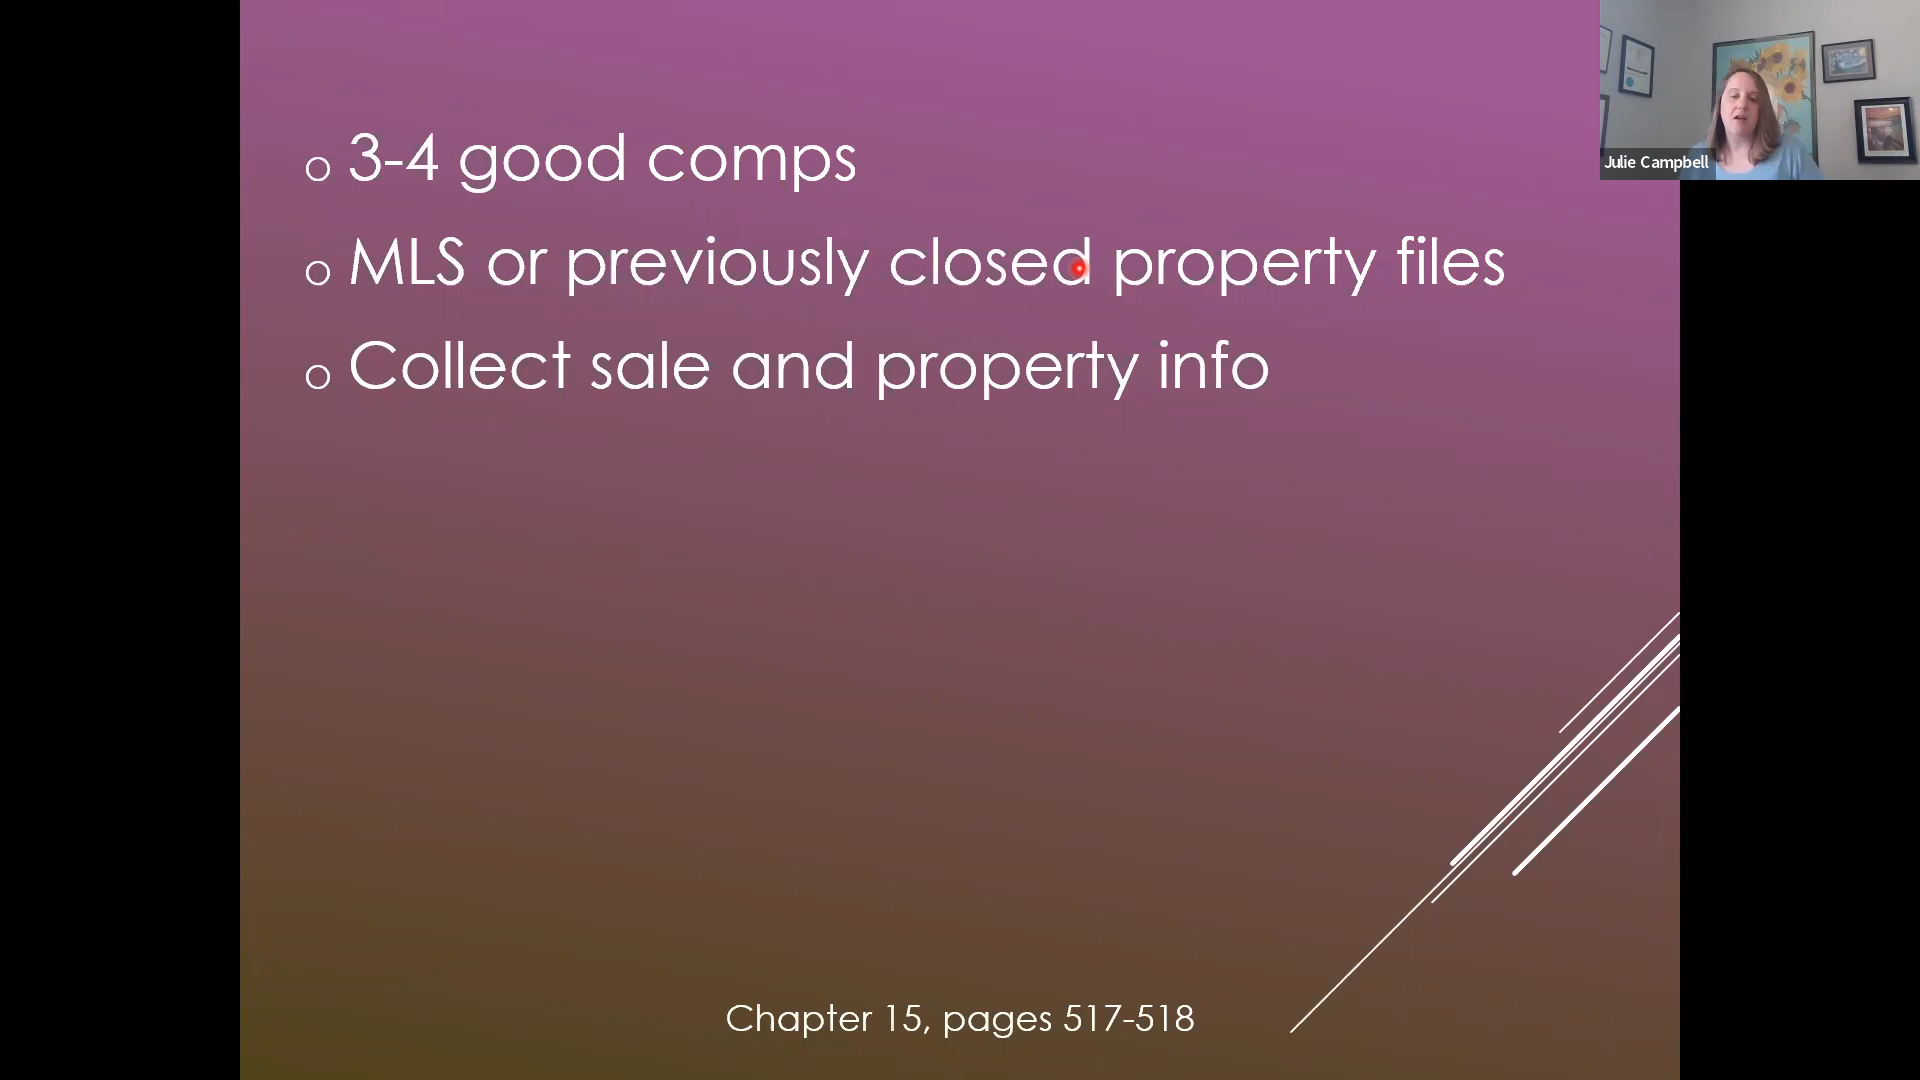 3-4 good comps
MLS or previously closed property files
Collect sale and property info
Chapter 15, pages 517-518
Julie Campbell